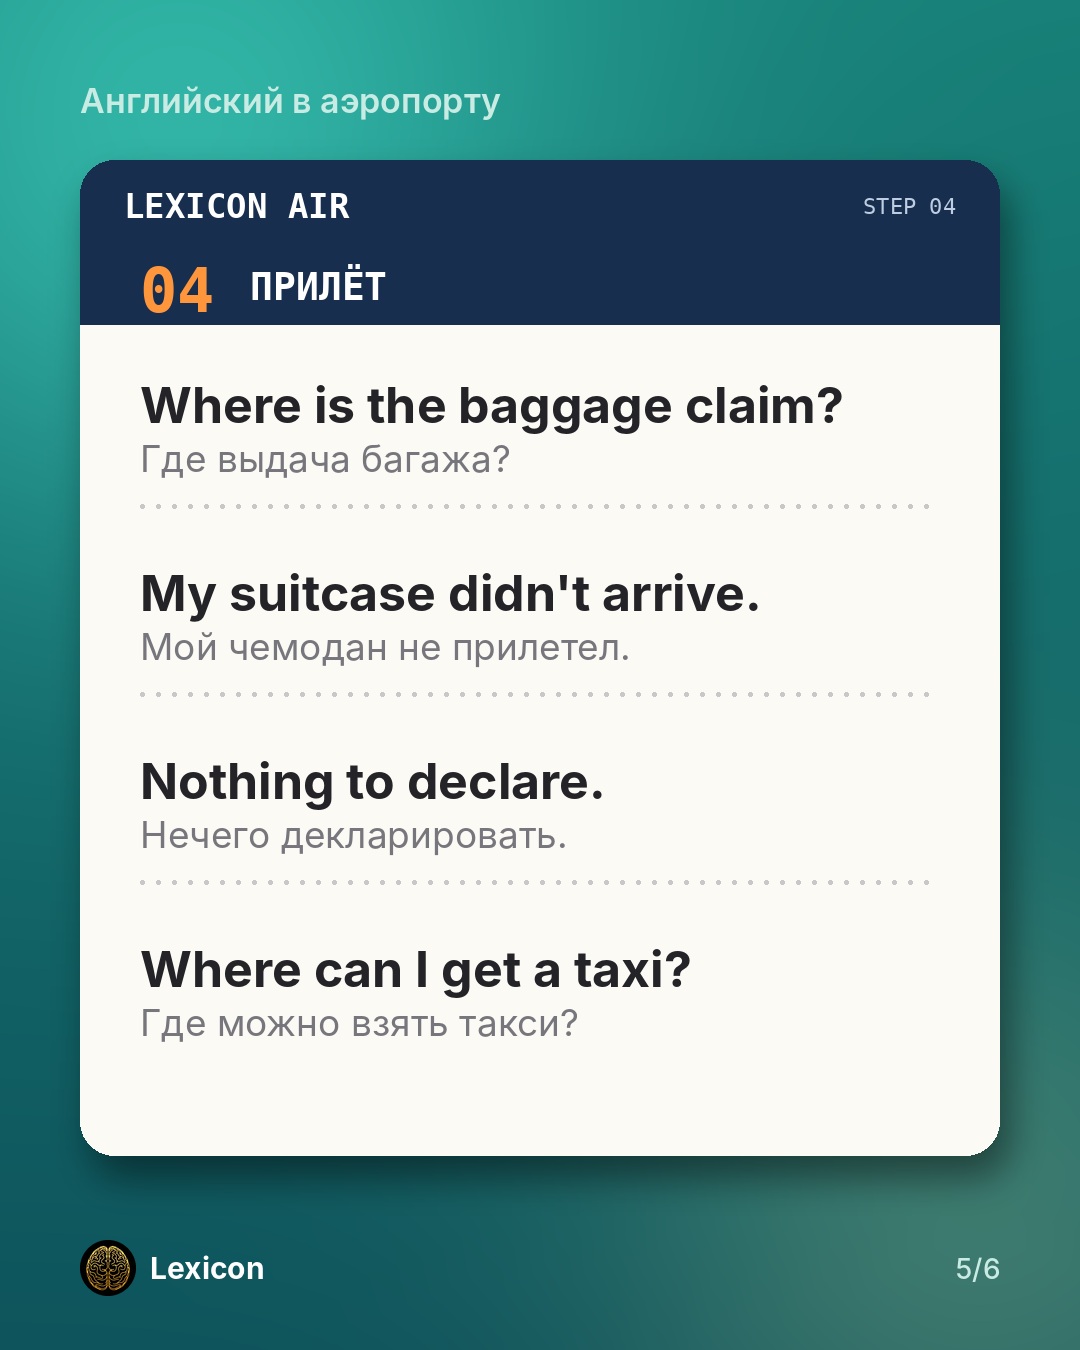 Английский в аэропорту
LEXICON AIR
STEP 04
04 ПРИЛЁТ
Where is the baggage claim?
Где выдача багажа?
My suitcase didn't arrive.
Мой чемодан не прилетел.
Nothing to declare.
Нечего декларировать.
Where can I get a taxi?
Где можно взять такси?
Lexicon
5/6